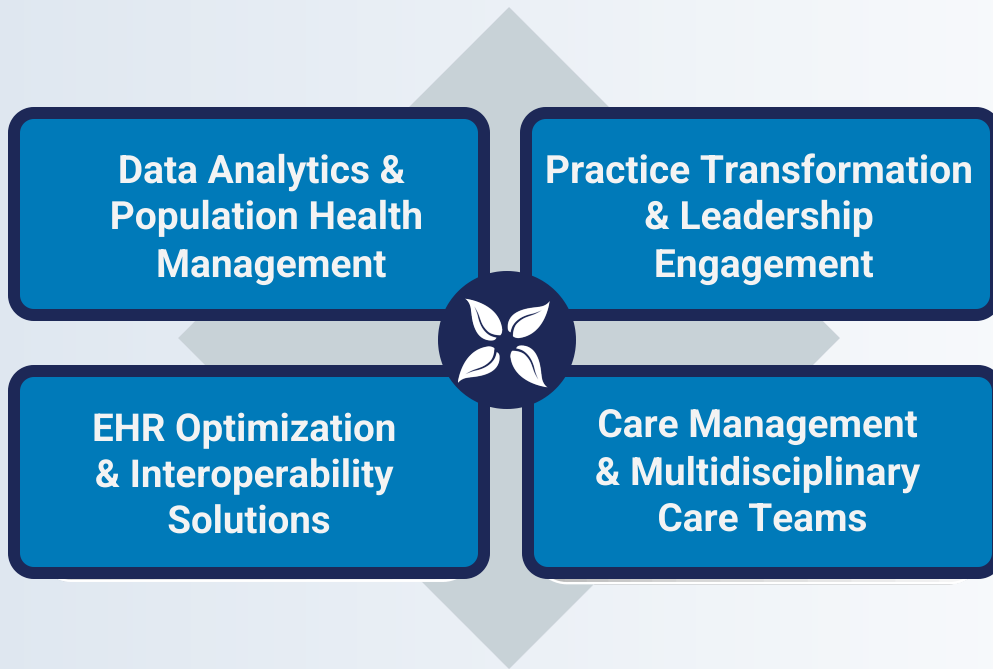 Data Analytics &
Population Health
Management
Practice Transformation
& Leadership
Engagement
EHR Optimization
& Interoperability
Solutions
Care Management
& Multidisciplinary
Care Teams